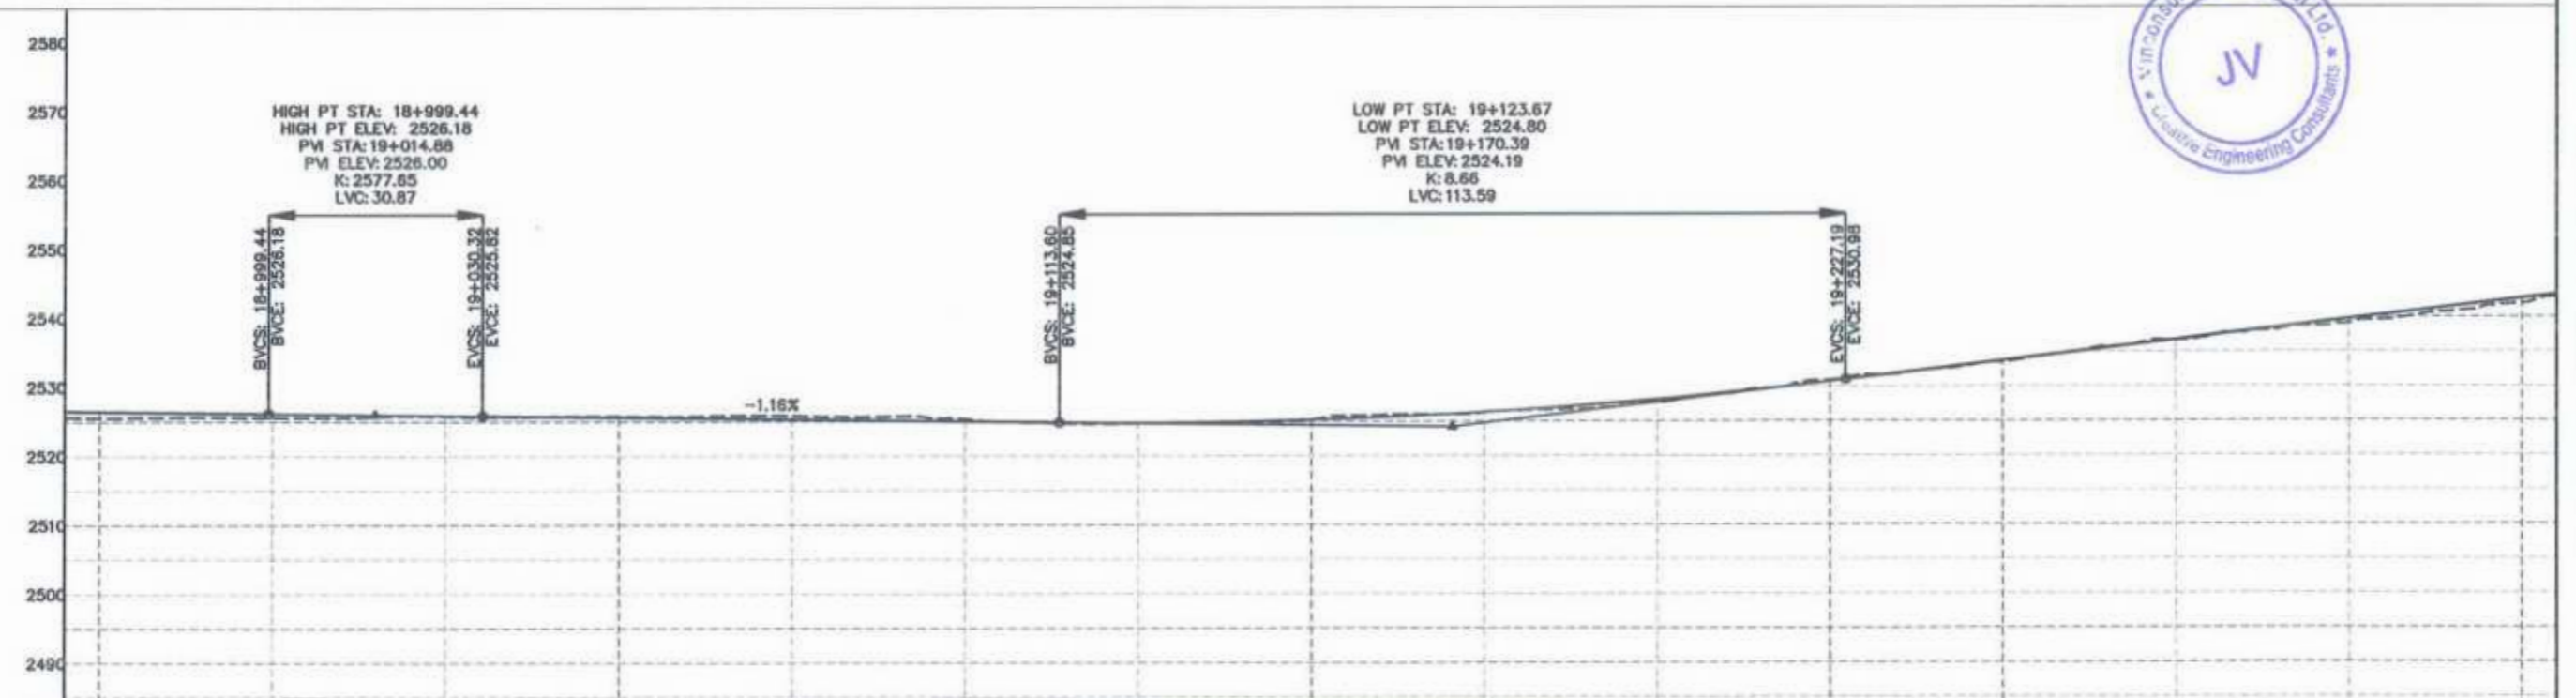 2580
2570
2560
2550
2540
2530
2520
2510
2500
2490
HIGH PT STA: 18+999.44
HIGH PT ELEV: 2526.18
PVI STA:19+014.88
PVI ELEV:2526.00
K:2577.65
LVC:30.87
BVCS: 18+999.44
BVCE: 2526.18
EVCS: 19+030.32
EVCE: 2525.82
-1.16%
LOW PT STA: 19+123.67
LOW PT ELEV: 2524.80
PVI STA:19+170.39
PVI ELEV:2524.19
K:8.66
LVC:113.59
BVCS: 19+113.60
BVCE: 2524.85
EVCS: 19+227.19
EVCE: 2530.98
Ltd.
JV
Creative Engineering Consultants